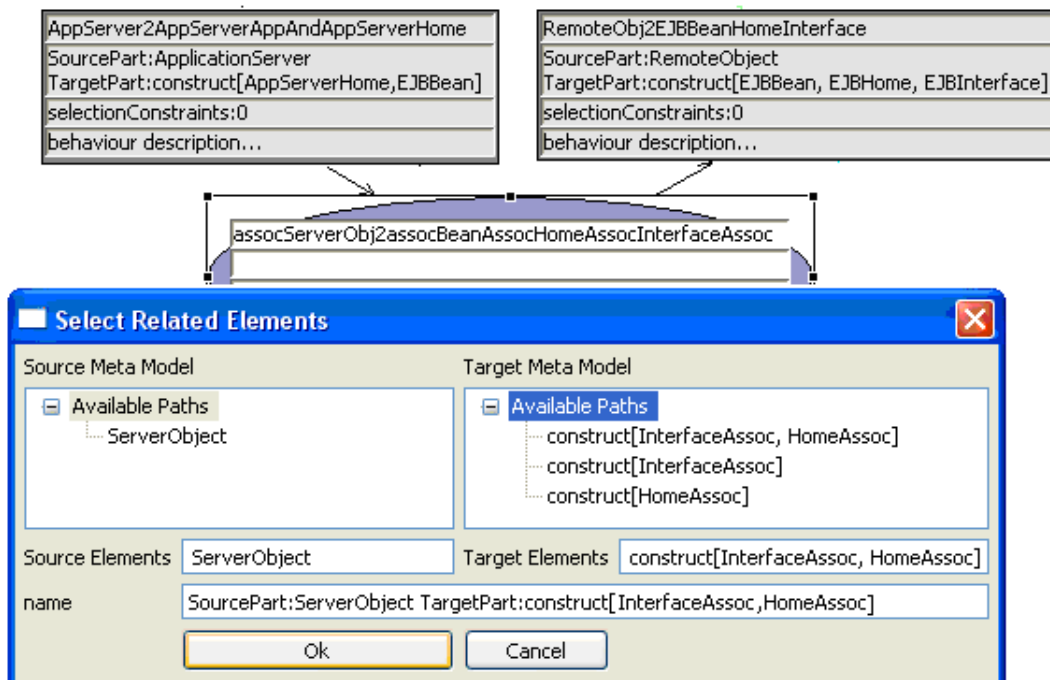 AppServer2AppServerAppAndAppServerHome
SourcePart:ApplicationServer
TargetPart:construct[AppServerHome,EJBBean]
selectionConstraints:0
behaviour description...
RemoteObj2EJBBeanHomeInterface
SourcePart:RemoteObject
TargetPart:construct[EJBBean, EJBHome, EJBInterface]
selectionConstraints:0
behaviour description...
assocServerObj2assocBeanAssocHomeAssocInterfaceAssoc
Select Related Elements
Source Meta Model
Available Paths
ServerObject
Target Meta Model
Available Paths
construct[InterfaceAssoc, HomeAssoc]
construct[InterfaceAssoc]
construct[HomeAssoc]
Source Elements ServerObject
Target Elements construct[InterfaceAssoc, HomeAssoc]
name SourcePart:ServerObject TargetPart:construct[InterfaceAssoc,HomeAssoc]
Ok Cancel